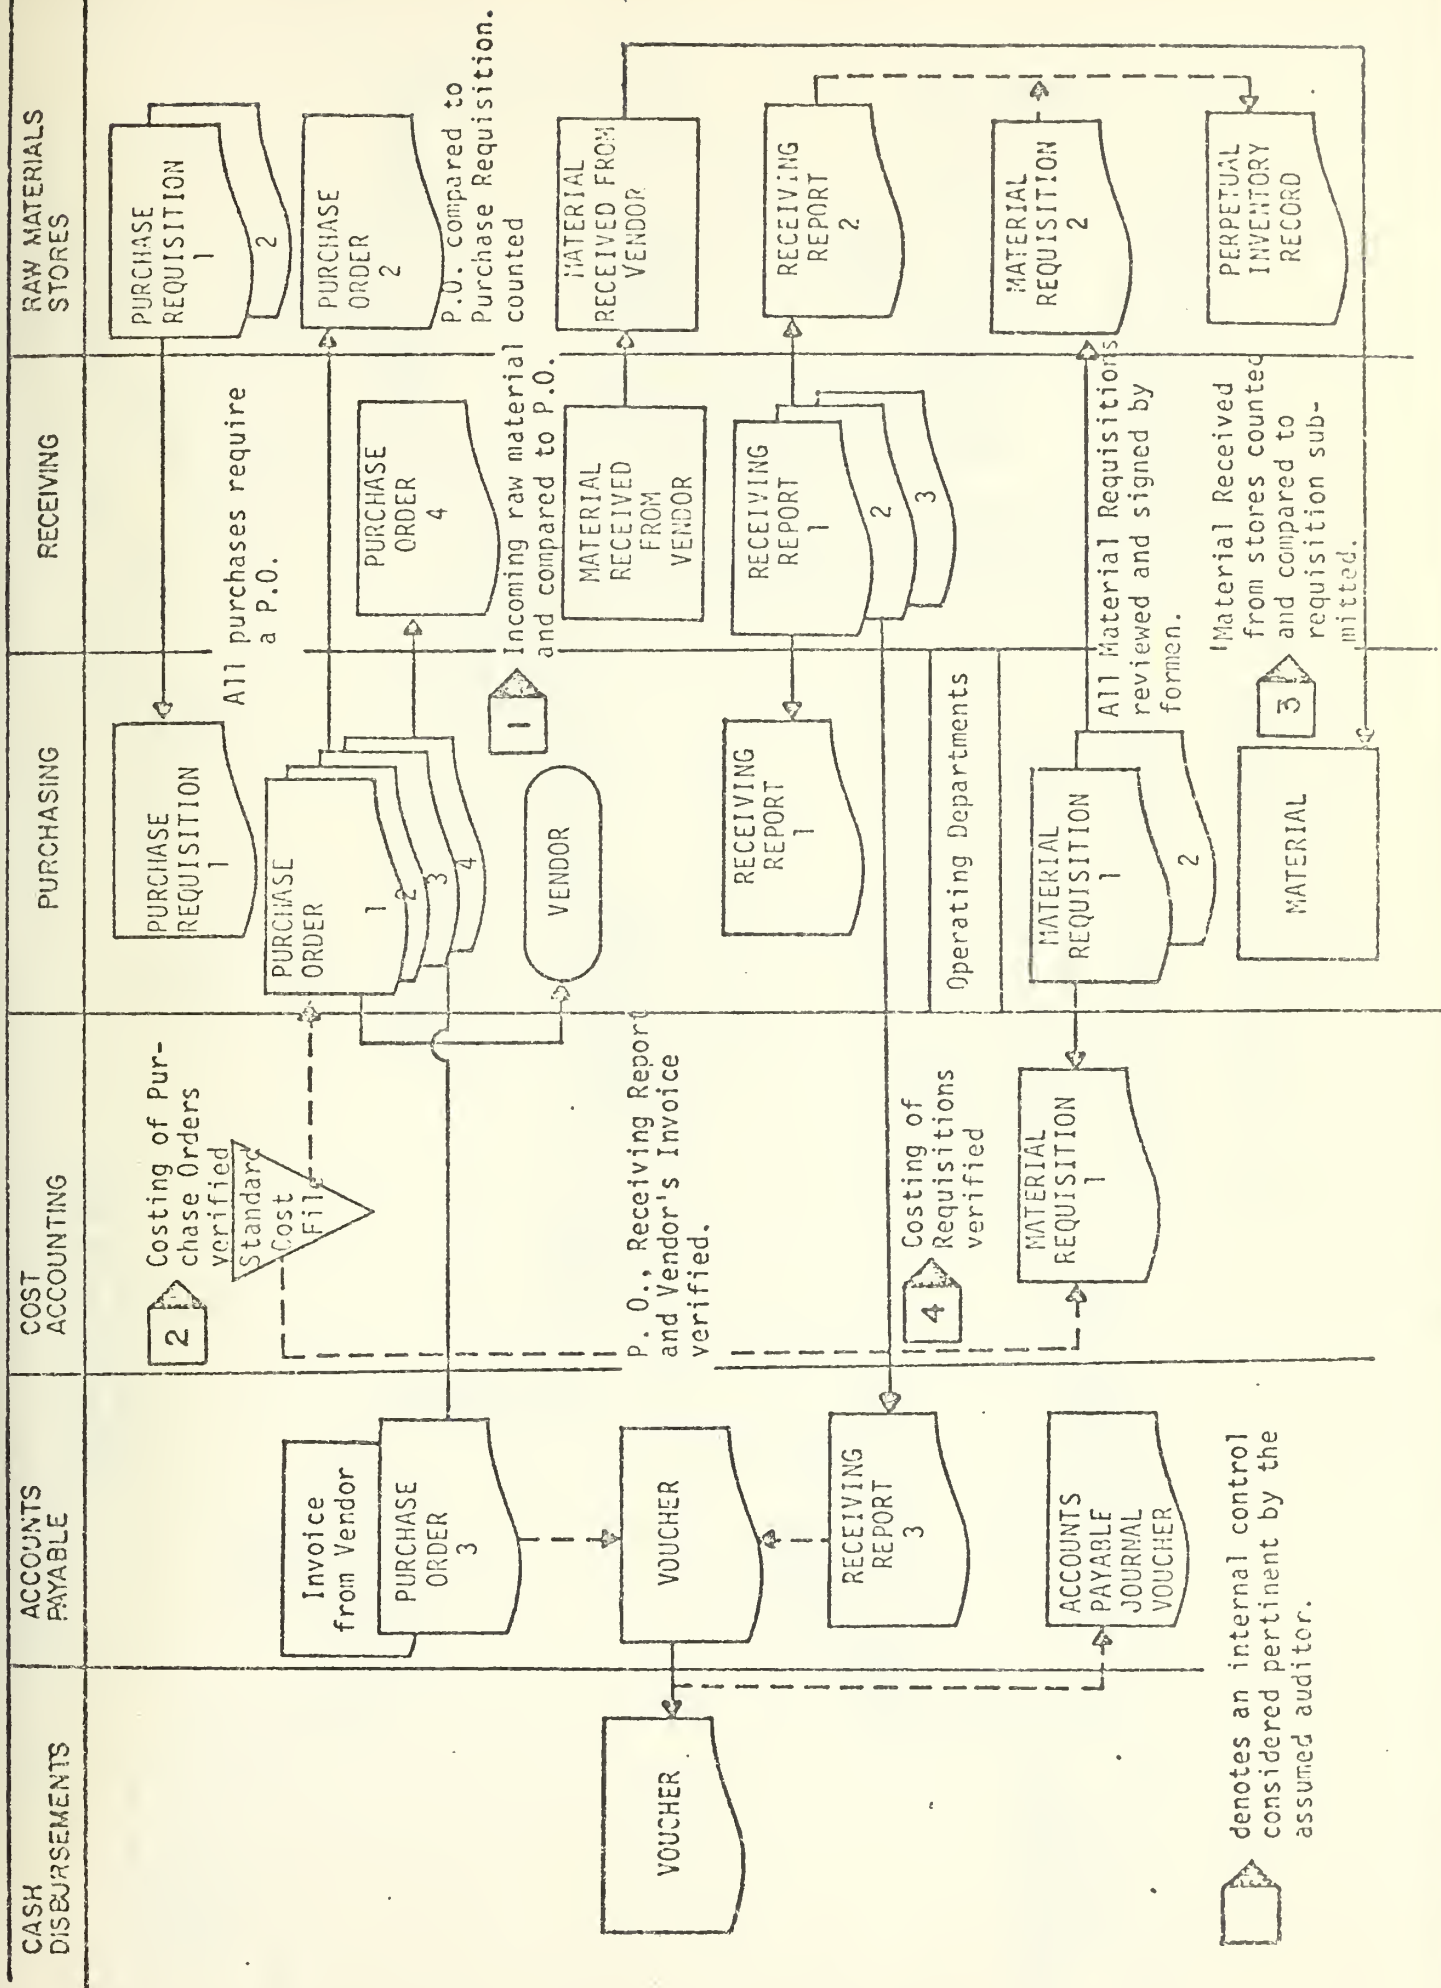 CASH
DISBURSEMENTS
ACCOUNTS
PAYABLE
COST
ACCOUNTING
PURCHASING
RECEIVING
RAW MATERIALS
STORES
VOUCHER
Invoice
from Vendor
PURCHASE
ORDER
3
VOUCHER
RECEIVING
REPORT
3
ACCOUNTS
PAYABLE
JOURNAL
VOUCHER
2
Costing of Pur-
chase Orders
verified
Standard
Cost
File
P. O., Receiving Report
and Vendor's Invoice
verified.
4
Costing of
Requisitions
verified
MATERIAL
REQUISITION
1
PURCHASE
REQUISITION
1
PURCHASE
ORDER
1
2
3
4
VENDOR
RECEIVING
REPORT
1
Operating Departments
MATERIAL
REQUISITION
1
2
MATERIAL
All purchases require
a P.O.
PURCHASE
ORDER
4
1
Incoming raw material counted
and compared to P.O.
MATERIAL
RECEIVED
FROM
VENDOR
RECEIVING
REPORT
1
2
3
All Material Requisitions
reviewed and signed by
formen.
3
Material Received
from stores counted
and compared to
requisition sub-
mitted.
PURCHASE
REQUISITION
1
2
PURCHASE
ORDER
2
P.O. compared to
Purchase Requisition.
MATERIAL
RECEIVED FROM
VENDOR
RECEIVING
REPORT
2
MATERIAL
REQUISITION
2
PERPETUAL
INVENTORY
RECORD
denotes an internal control
considered pertinent by the
assumed auditor.